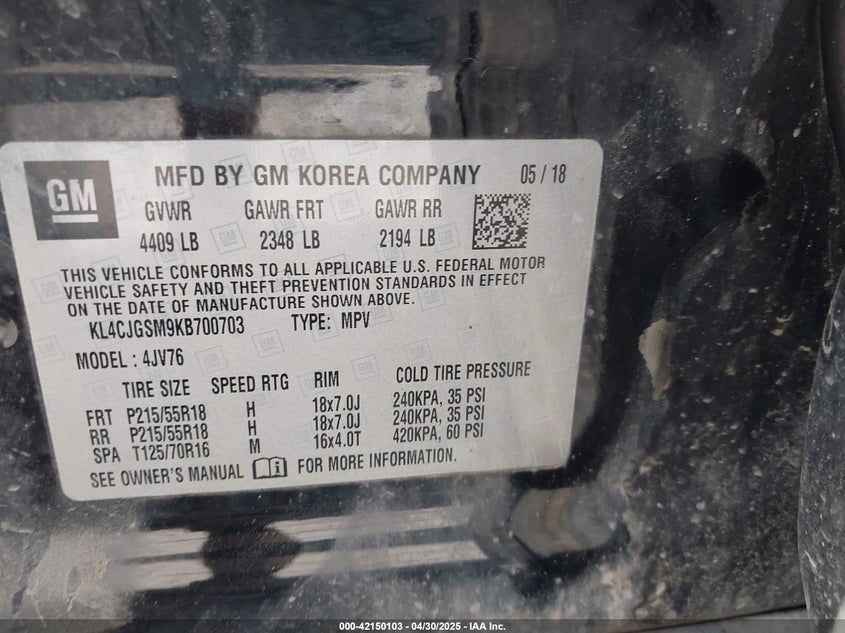 GM
MFD BY GM KOREA COMPANY 05 / 18
GVWR GAWR FRT GAWR RR
4409 LB 2348 LB 2194 LB
THIS VEHICLE CONFORMS TO ALL APPLICABLE U.S. FEDERAL MOTOR
VEHICLE SAFETY AND THEFT PREVENTION STANDARDS IN EFFECT
ON THE DATE OF MANUFACTURE SHOWN ABOVE.
KL4CJGSM9KB700703 TYPE: MPV
MODEL : 4JV76
TIRE SIZE SPEED RTG RIM COLD TIRE PRESSURE
FRT P215/55R18 H 18x7.0J 240KPA, 35 PSI
RR P215/55R18 H 18x7.0J 240KPA, 35 PSI
SPA T125/70R16 M 16x4.0T 420KPA, 60 PSI
SEE OWNER'S MANUAL FOR MORE INFORMATION.
000-42150103 - 04/30/2025 - IAA Inc.